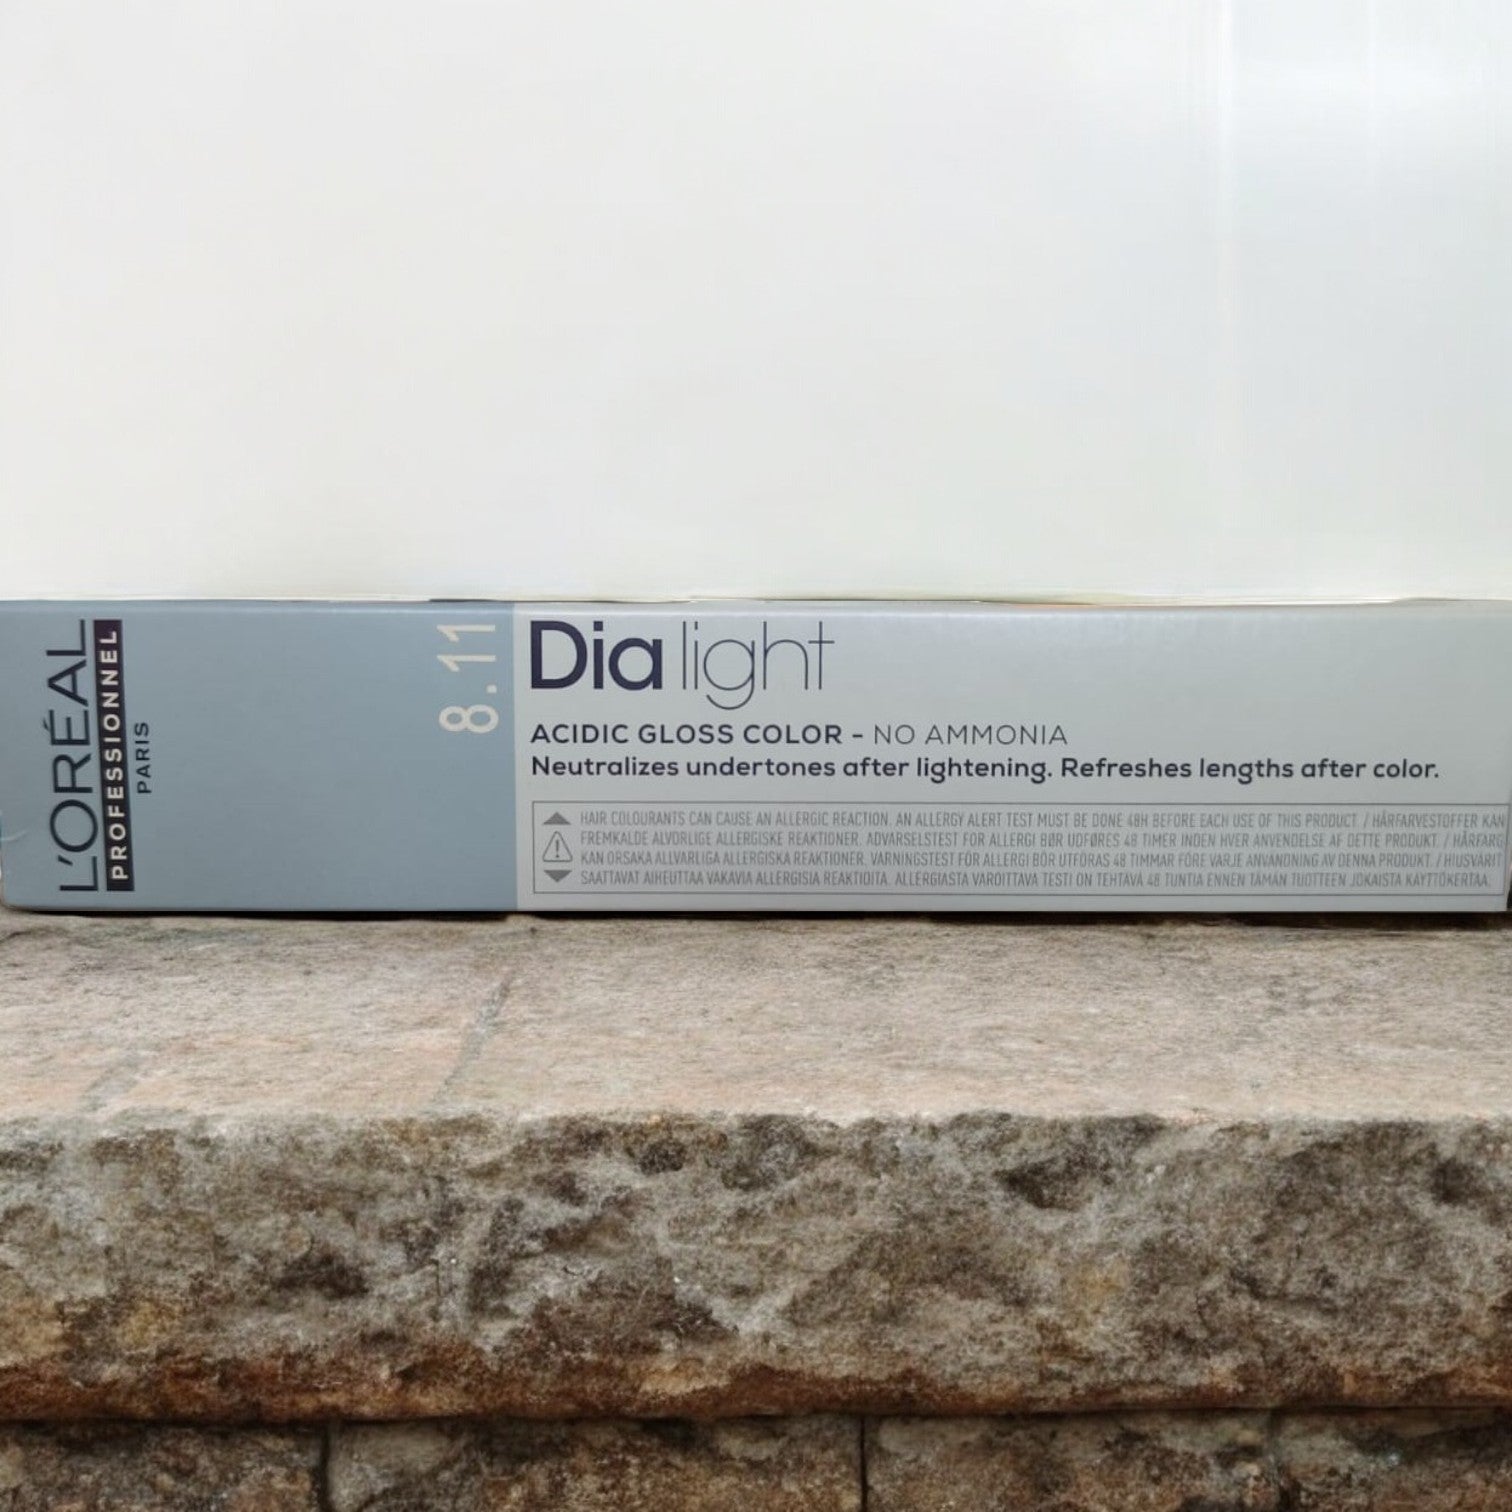 L'ORÉAL
PROFESSIONNEL
PARIS
8.11
Dia light
ACIDIC GLOSS COLOR - NO AMMONIA
Neutralizes undertones after lightening. Refreshes lengths after color.
HAIR COLOURANTS CAN CAUSE AN ALLERGIC REACTION. AN ALLERGY ALERT TEST MUST BE DONE 48H BEFORE EACH USE OF THIS PRODUCT. / HÅRFARVESTOFFER KAN
FREMKALDE ALVORLIGE ALLERGISKE REAKTIONER. ADVARSELSTEST FOR ALLERGI BØR UDFØRES 48 TIMER INDEN HVER ANVENDELSE AF DETTE PRODUKT. / HÅRFÄRG
KAN ORSAKA ALLVARLIGA ALLERGISKA REAKTIONER. VARNINGSTEST FÖR ALLERGI BÖR UTFÖRAS 48 TIMMAR FÖRE VARJE ANVÄNDNING AV DENNA PRODUKT. / HIUSVÄRIT
SAATTAVAT AIHEUTTAA VAKAVIA ALLERGISIA REAKTIOITA. ALLERGIASTA VAROITTAVA TESTI ON TEHTÄVÄ 48 TUNTIA ENNEN TÄMÄN TUOTTEEN JOKAISTA KÄYTTÖKERTAA.